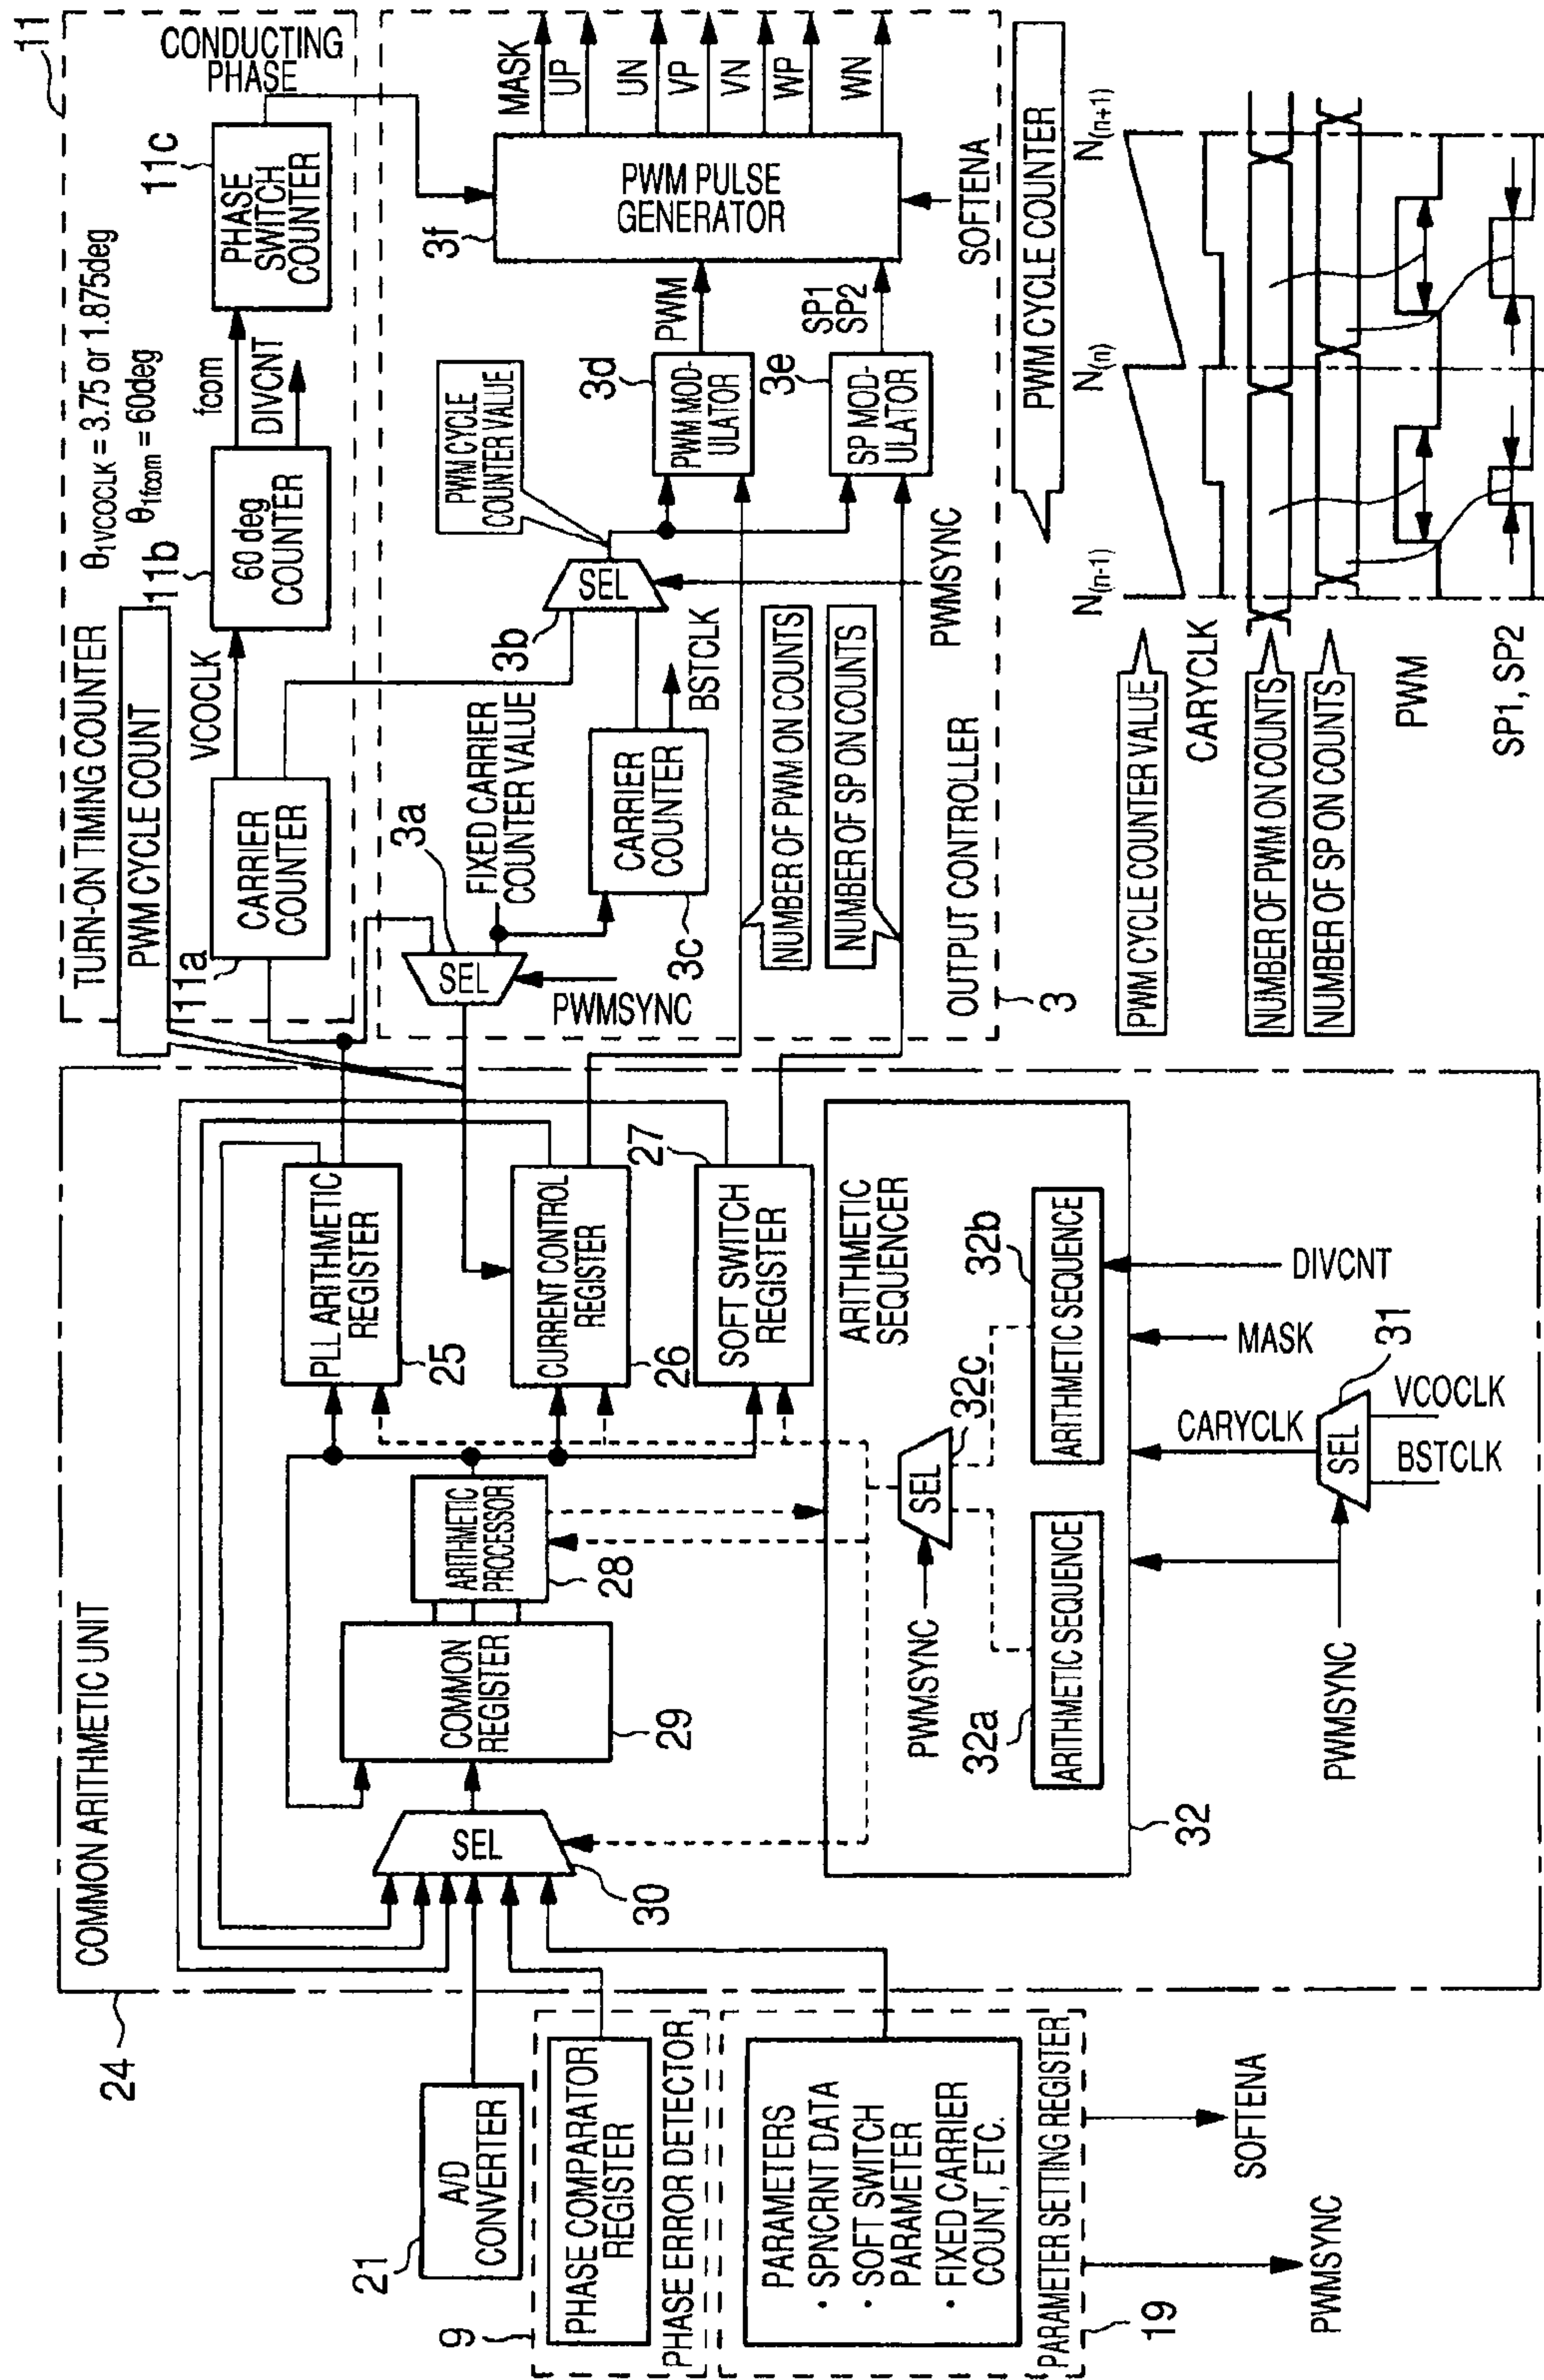 11
TURN-ON TIMING COUNTER
θ1VCOCLK = 3.75 or 1.875deg
θ1fcom = 60deg
PWM CYCLE COUNT
11a
CARRIER
COUNTER
VCOCLK
11b
60 deg
COUNTER
fcom
DIVCNT
11c
PHASE
SWITCH
COUNTER
CONDUCTING
PHASE
3a
SEL
PWMSYNC
FIXED CARRIER
COUNTER VALUE
3c
CARRIER
COUNTER
BSTCLK
3b
SEL
PWM CYCLE
COUNTER VALUE
PWMSYNC
3d
PWM MOD-
ULATOR
PWM
3e
SP MOD-
ULATOR
SP1
SP2
3f
PWM PULSE
GENERATOR
SOFTENA
MASK
UP
UN
VP
VN
WP
WN
NUMBER OF PWM ON COUNTS
NUMBER OF SP ON COUNTS
OUTPUT CONTROLLER
3
24
COMMON ARITHMETIC UNIT
PLL ARITHMETIC
REGISTER
25
CURRENT CONTROL
REGISTER
26
SOFT SWITCH
REGISTER
27
ARITHMETIC
PROCESSOR
28
COMMON
REGISTER
29
SEL
30
ARITHMETIC
SEQUENCER
PWMSYNC
SEL
32c
32a
ARITHMETIC SEQUENCE
32b
ARITHMETIC SEQUENCE
32
DIVCNT
MASK
CARYCLK
SEL
31
VCOCLK
BSTCLK
PWMSYNC
21
A/D
CONVERTER
9
PHASE COMPARATOR
REGISTER
PHASE ERROR DETECTOR
PARAMETERS
• SPNCRNT DATA
• SOFT SWITCH
PARAMETER
• FIXED CARRIER
COUNT, ETC.
PARAMETER SETTING REGISTER
19
SOFTENA
PWMSYNC
PWM CYCLE COUNTER
N(n-1)
N(n)
N(n+1)
PWM CYCLE COUNTER VALUE
CARYCLK
NUMBER OF PWM ON COUNTS
NUMBER OF SP ON COUNTS
PWM
SP1, SP2